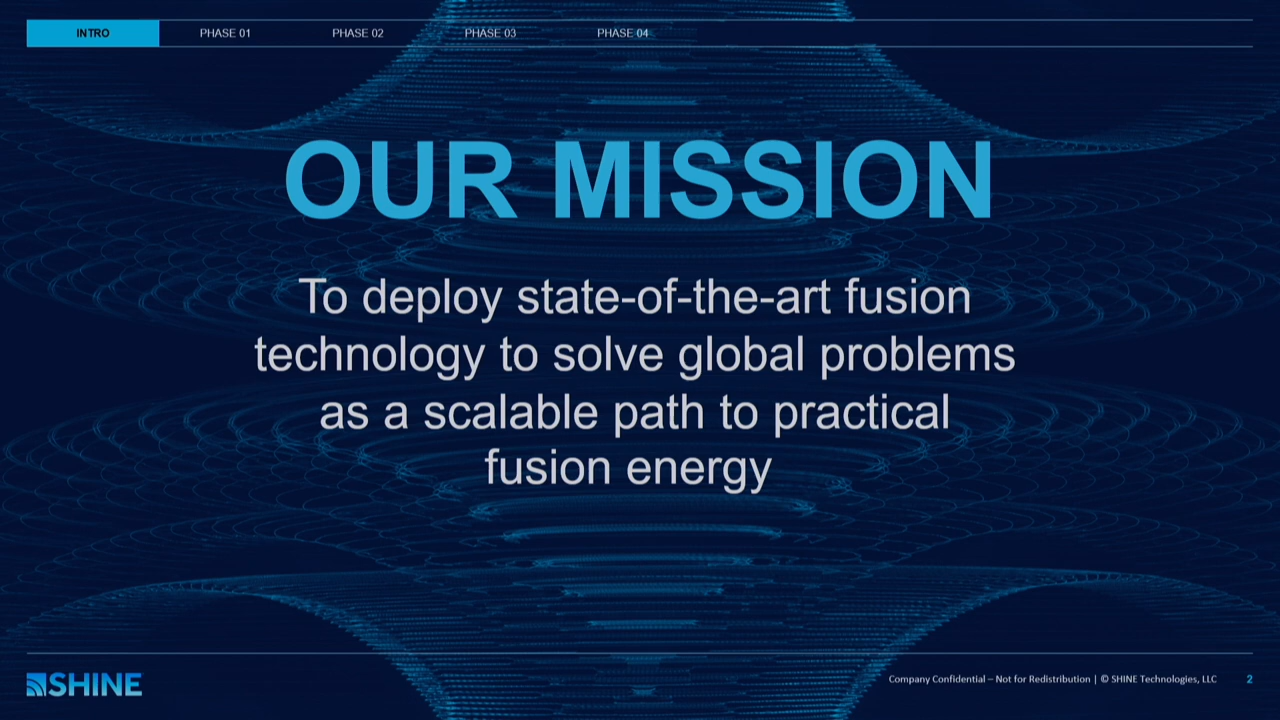 INTRO PHASE 01 PHASE 02 PHASE 03 PHASE 04
OUR MISSION
To deploy state-of-the-art fusion
technology to solve global problems
as a scalable path to practical
fusion energy
SHINE
Company Confidential – Not for Redistribution | © SHINE Technologies, LLC 2